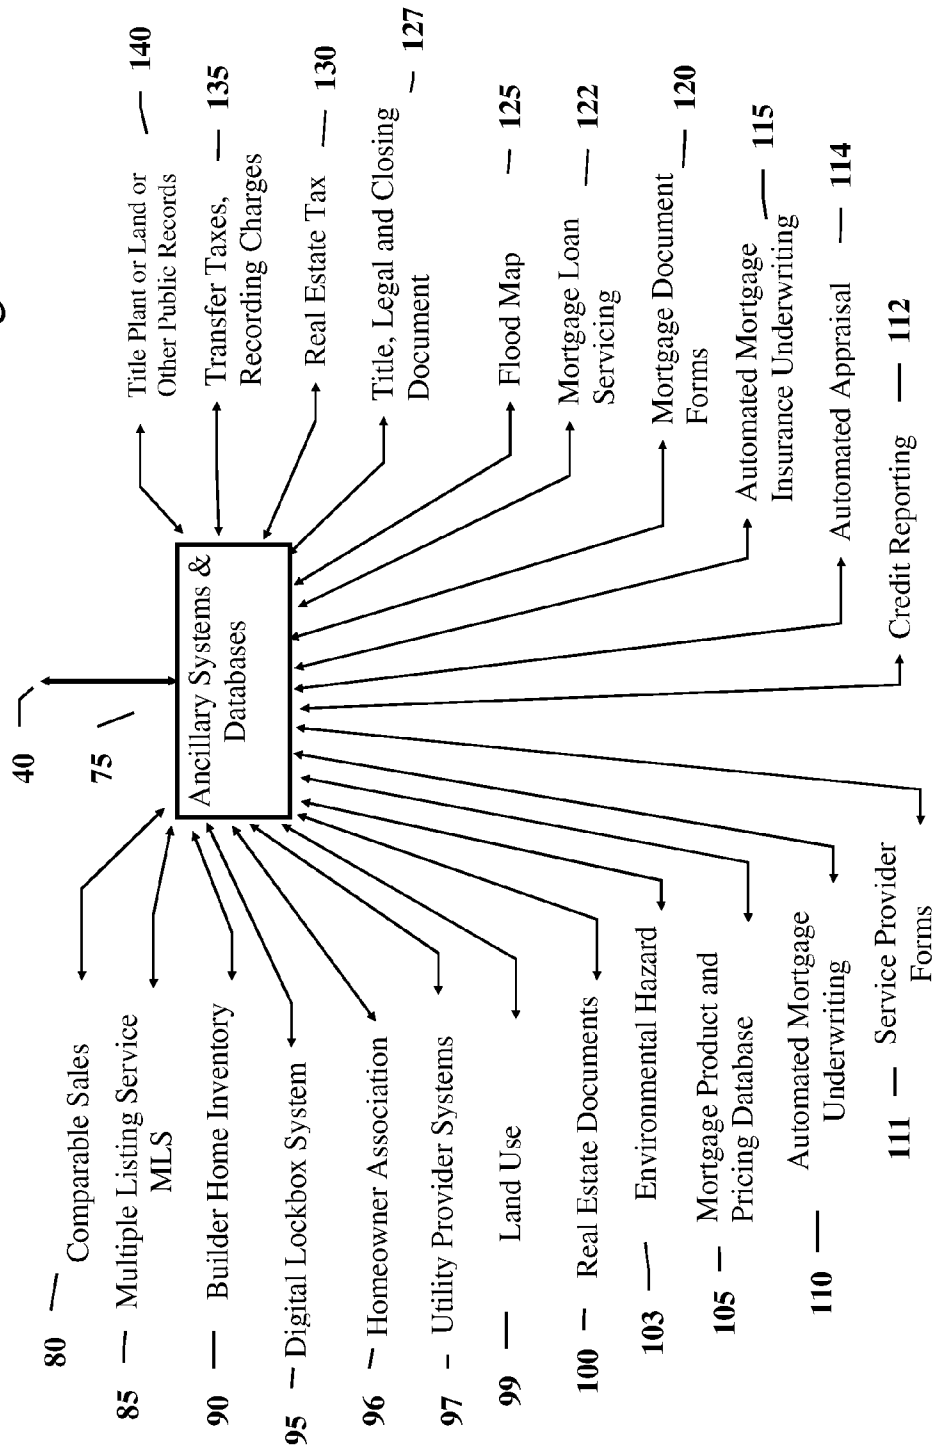 40
75
Ancillary Systems &
Databases
80
Comparable Sales
85
Multiple Listing Service
MLS
90
Builder Home Inventory
95
Digital Lockbox System
96
Homeowner Association
97
Utility Provider Systems
99
Land Use
100
Real Estate Documents
103
Environmental Hazard
105
Mortgage Product and
Pricing Database
110
Automated Mortgage
Underwriting
111
Service Provider
Forms
Title Plant or Land or
Other Public Records
140
Transfer Taxes,
Recording Charges
135
Real Estate Tax
130
Title, Legal and Closing
Document
127
Flood Map
125
Mortgage Loan
Servicing
122
Mortgage Document
Forms
120
Automated Mortgage
Insurance Underwriting
115
Automated Appraisal
114
Credit Reporting
112